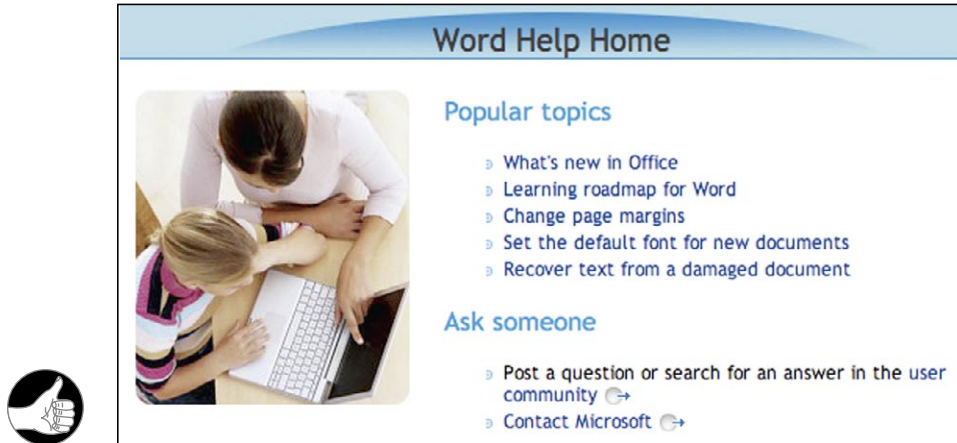 Word Help Home
Popular topics
What's new in Office
Learning roadmap for Word
Change page margins
Set the default font for new documents
Recover text from a damaged document
Ask someone
Post a question or search for an answer in the user
community
Contact Microsoft